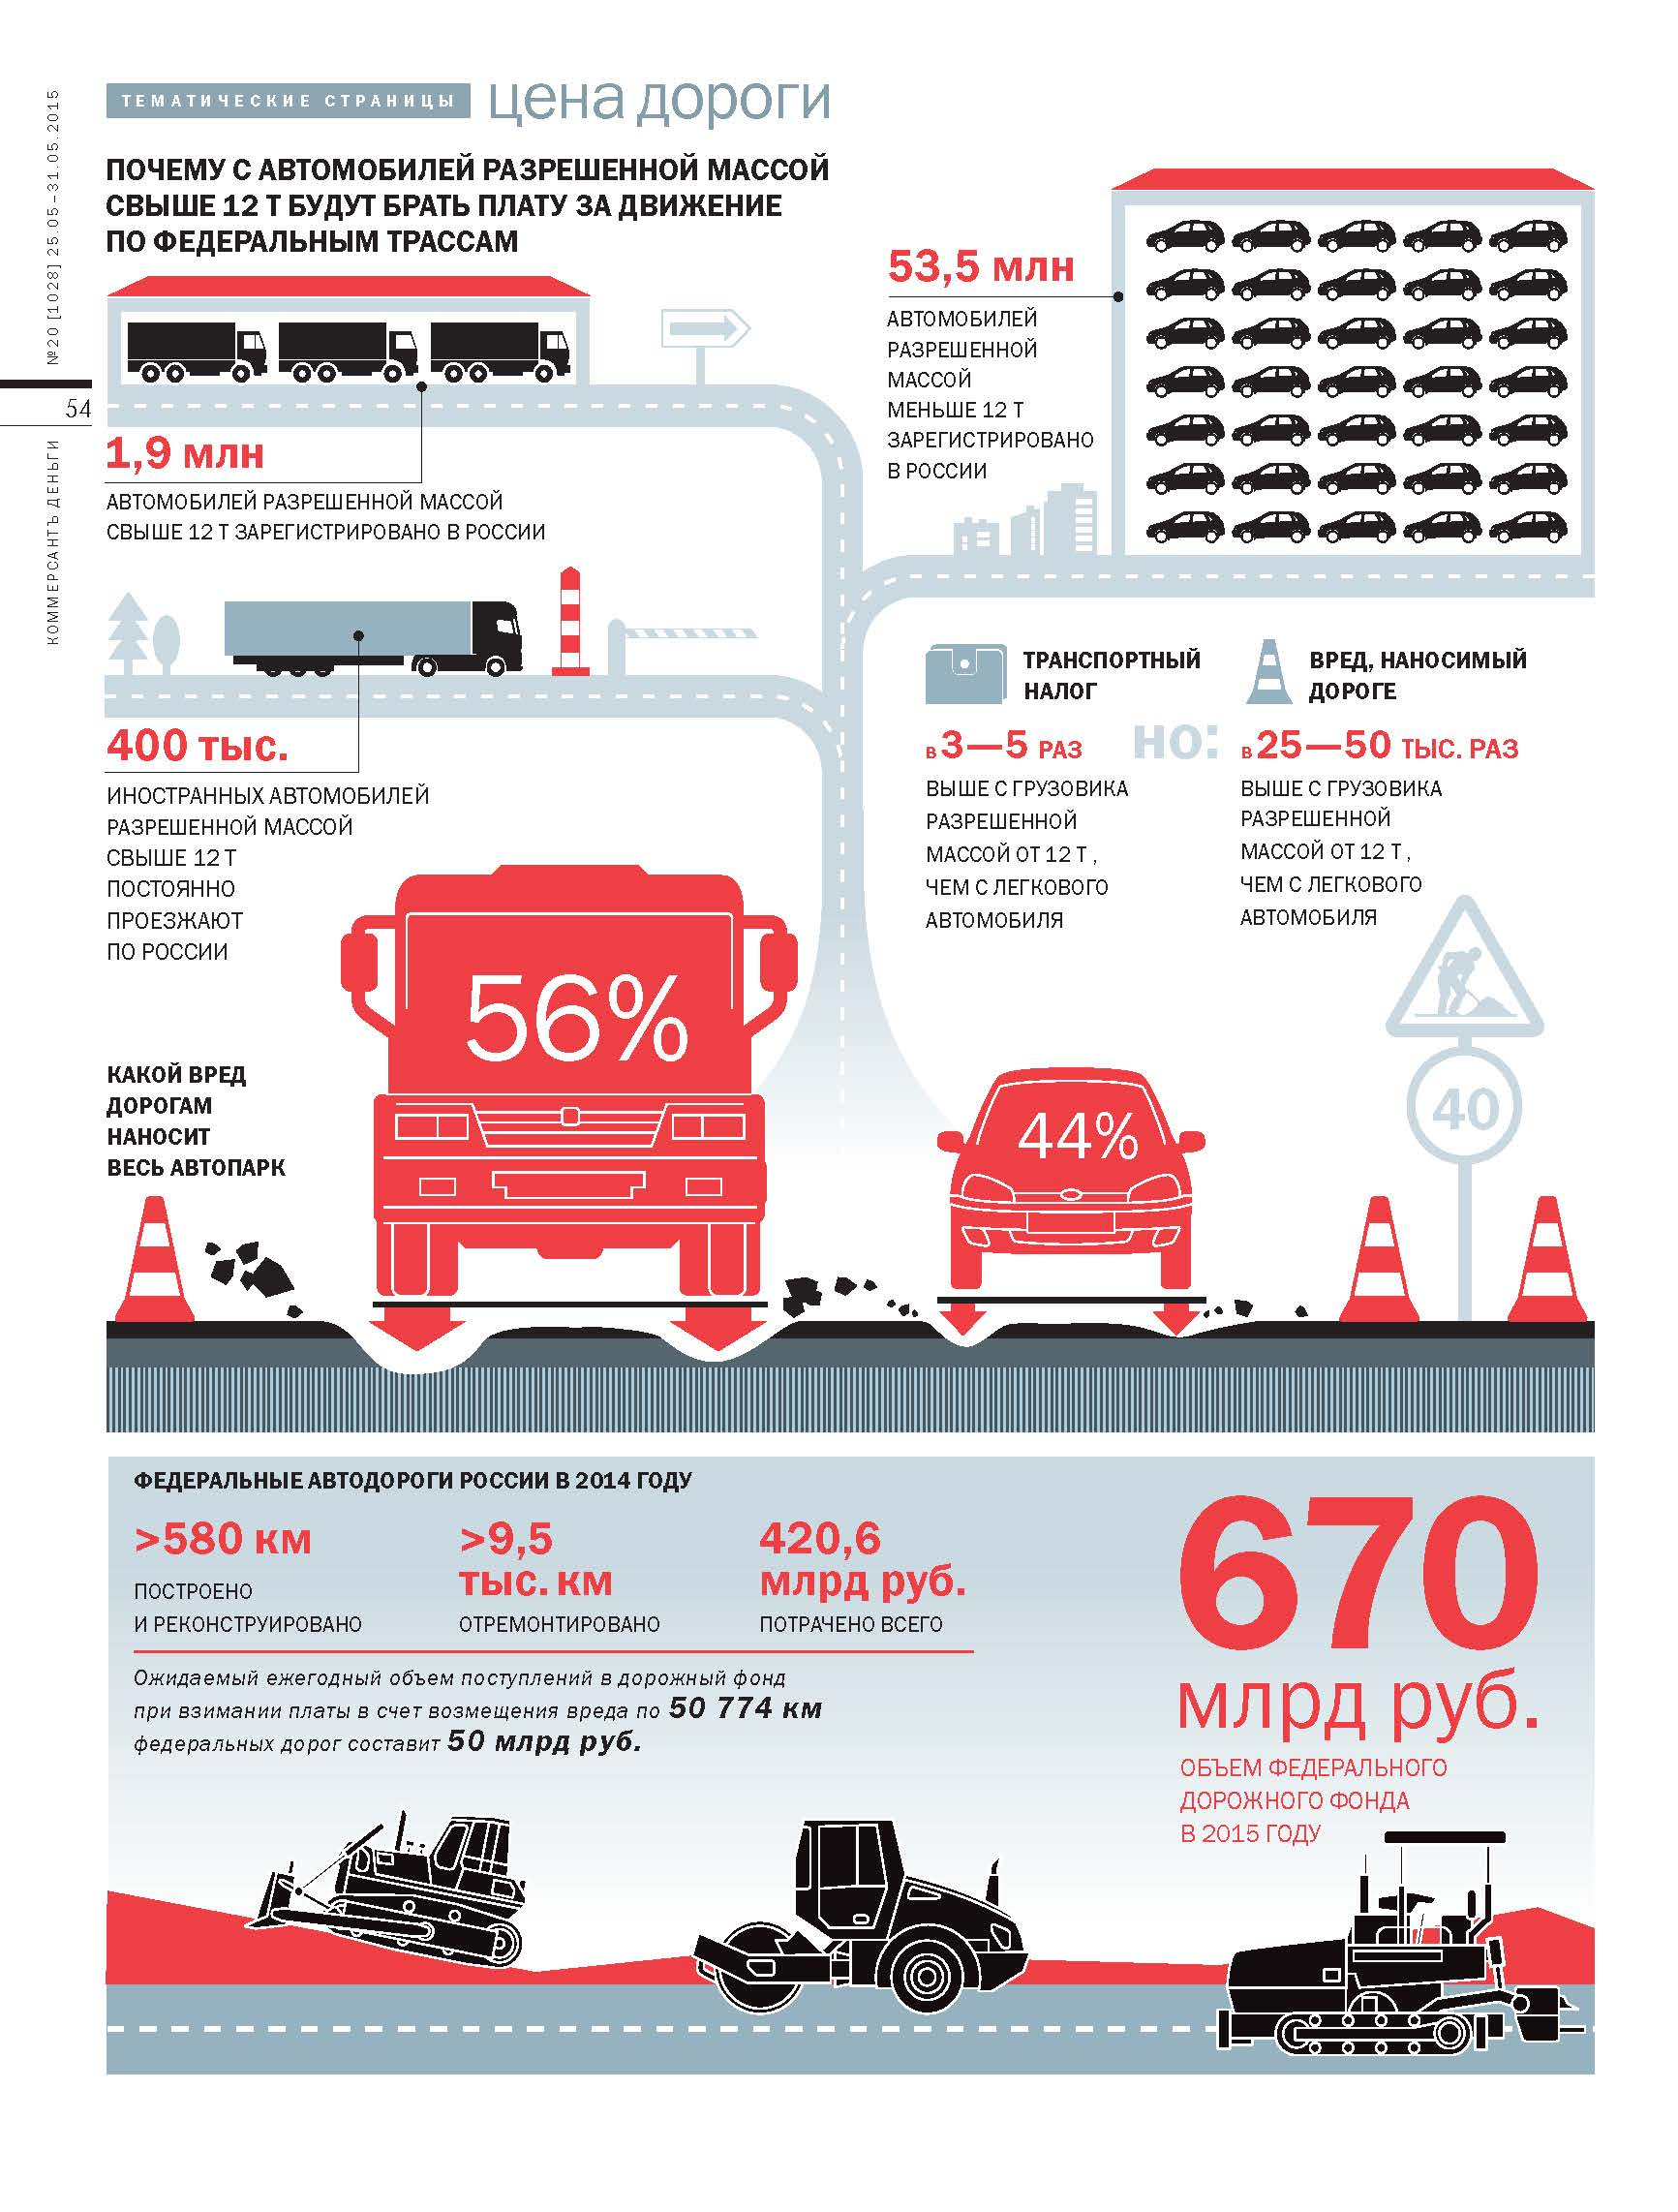 ТЕМАТИЧЕСКИЕ СТРАНИЦЫ цена дороги
№20 [1028] 25.05–31.05.2015
54
КОММЕРСАНТЪ ДЕНЬГИ
ПОЧЕМУ С АВТОМОБИЛЕЙ РАЗРЕШЕННОЙ МАССОЙ
СВЫШЕ 12 Т БУДУТ БРАТЬ ПЛАТУ ЗА ДВИЖЕНИЕ
ПО ФЕДЕРАЛЬНЫМ ТРАССАМ
1,9 млн
АВТОМОБИЛЕЙ РАЗРЕШЕННОЙ МАССОЙ
СВЫШЕ 12 Т ЗАРЕГИСТРИРОВАНО В РОССИИ
53,5 млн
АВТОМОБИЛЕЙ
РАЗРЕШЕННОЙ
МАССОЙ
МЕНЬШЕ 12 Т
ЗАРЕГИСТРИРОВАНО
В РОССИИ
400 тыс.
ИНОСТРАННЫХ АВТОМОБИЛЕЙ
РАЗРЕШЕННОЙ МАССОЙ
СВЫШЕ 12 Т
ПОСТОЯННО
ПРОЕЗЖАЮТ
ПО РОССИИ
ТРАНСПОРТНЫЙ
НАЛОГ
в 3—5 РАЗ
ВЫШЕ С ГРУЗОВИКА
РАЗРЕШЕННОЙ
МАССОЙ ОТ 12 Т ,
ЧЕМ С ЛЕГКОВОГО
АВТОМОБИЛЯ
но:
ВРЕД, НАНОСИМЫЙ
ДОРОГЕ
в 25—50 ТЫС. РАЗ
ВЫШЕ С ГРУЗОВИКА
РАЗРЕШЕННОЙ
МАССОЙ ОТ 12 Т ,
ЧЕМ С ЛЕГКОВОГО
АВТОМОБИЛЯ
КАКОЙ ВРЕД
ДОРОГАМ
НАНОСИТ
ВЕСЬ АВТОПАРК
56%
44%
40
ФЕДЕРАЛЬНЫЕ АВТОДОРОГИ РОССИИ В 2014 ГОДУ
>580 км
ПОСТРОЕНО
И РЕКОНСТРУИРОВАНО
>9,5
тыс. км
ОТРЕМОНТИРОВАНО
420,6
млрд руб.
ПОТРАЧЕНО ВСЕГО
Ожидаемый ежегодный объем поступлений в дорожный фонд
при взимании платы в счет возмещения вреда по 50 774 км
федеральных дорог составит 50 млрд руб.
670
млрд руб.
ОБЪЕМ ФЕДЕРАЛЬНОГО
ДОРОЖНОГО ФОНДА
В 2015 ГОДУ